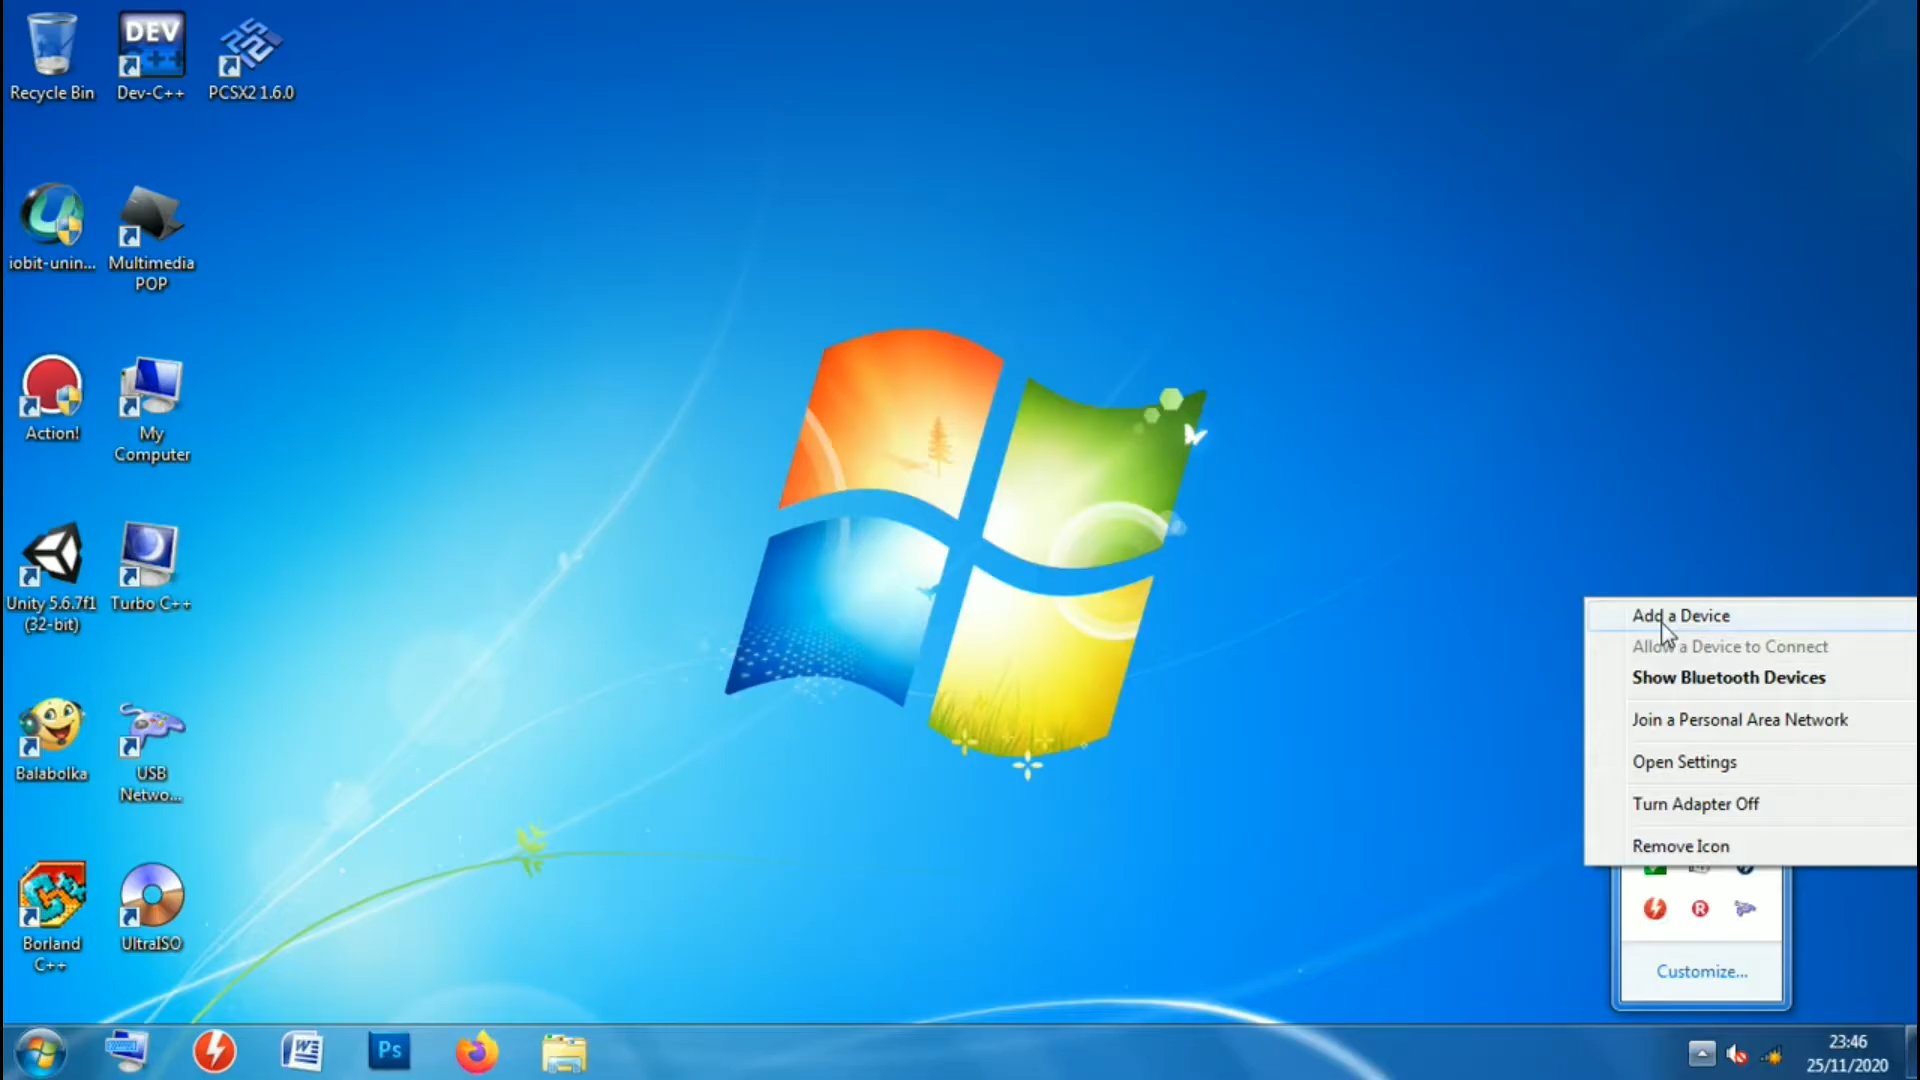 Recycle Bin
DEV
C++
Dev-C++
PCSX2 1.6.0
iobit-unin...
Multimedia
POP
Action!
My
Computer
Unity 5.6.7f1
(32-bit)
Turbo C++
Balabolka
USB
Netwo...
Borland
C++
UltraISO
Add a Device
Allow a Device to Connect
Show Bluetooth Devices
Join a Personal Area Network
Open Settings
Turn Adapter Off
Remove Icon
R
Customize...
W
Ps
23:46
25/11/2020